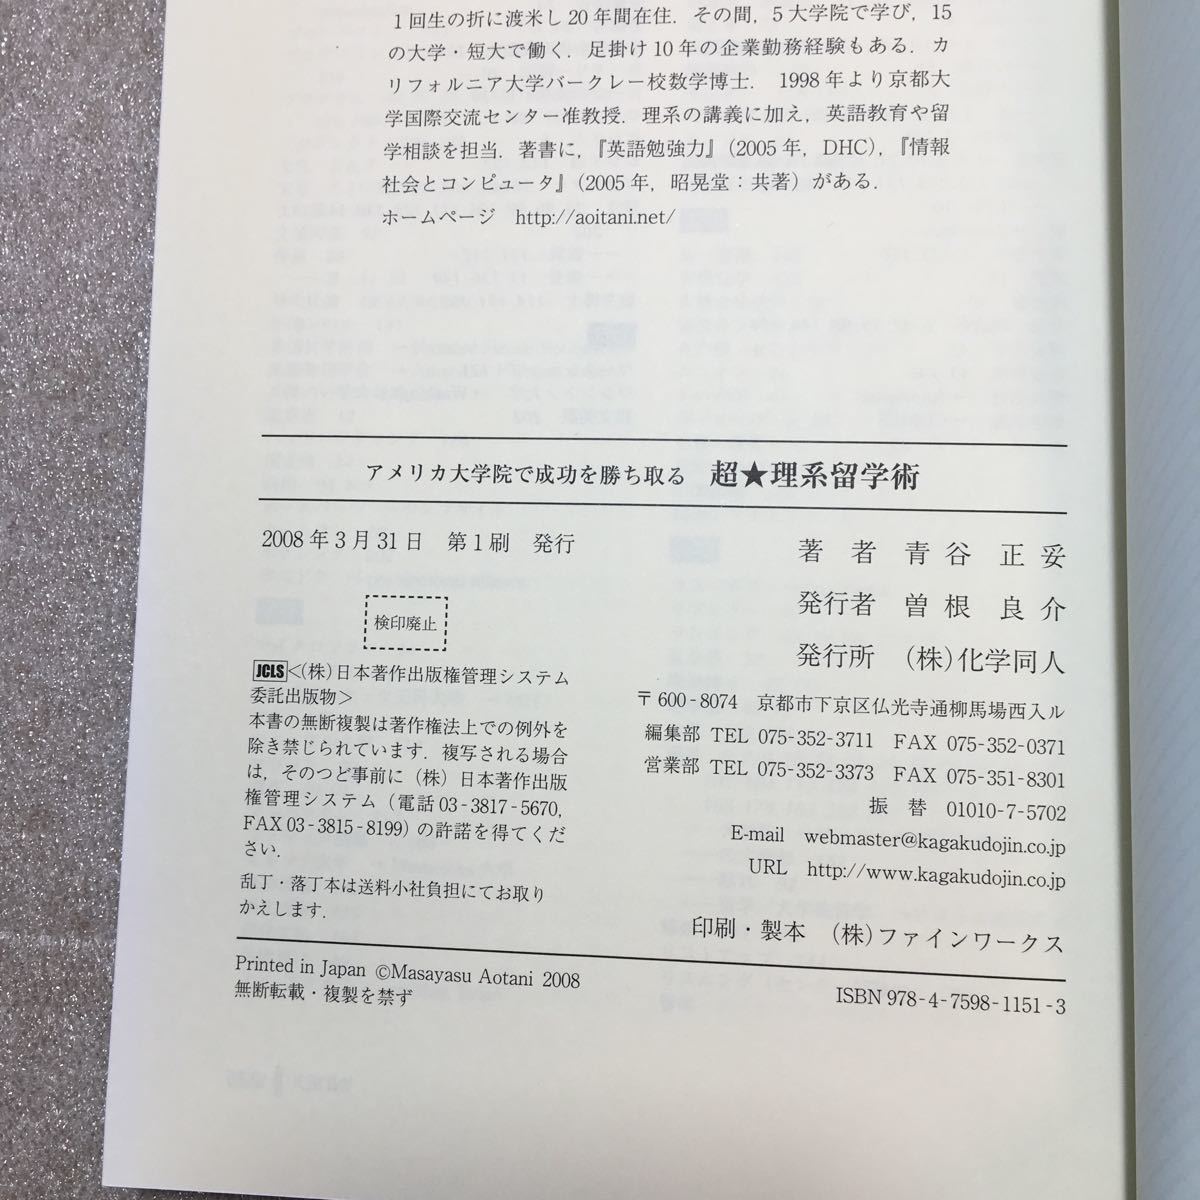 1回生の折に渡米し20年間在住．その間，5大学院で学び，15
の大学・短大で働く．足掛け10年の企業勤務経験もある．カ
リフォルニア大学バークレー校数学博士．1998年より京都大
学国際交流センター准教授．理系の講義に加え，英語教育や留
学相談を担当．著書に，『英語勉強力』（2005年，DHC），『情報
社会とコンピュータ』（2005年，昭晃堂：共著）がある．
ホームページ　http://aoitani.net/
アメリカ大学院で成功を勝ち取る　超★理系留学術
2008年3月31日　第1刷　発行
検印廃止
JCLS＜（株）日本著作出版権管理システム
委託出版物＞
本書の無断複製は著作権法上での例外を
除き禁じられています．複写される場合
は，そのつど事前に（株）日本著作出版
権管理システム（電話03-3817-5670,
FAX 03-3815-8199）の許諾を得てくだ
さい．
乱丁・落丁本は送料小社負担にてお取り
かえします．
著　者　青谷　正妥
発行者　曽根　良介
発行所　（株）化学同人
〒600-8074　京都市下京区仏光寺通柳馬場西入ル
編集部 TEL 075-352-3711　FAX 075-352-0371
営業部 TEL 075-352-3373　FAX 075-351-8301
振　替　01010-7-5702
E-mail　webmaster@kagakudojin.co.jp
URL　http://www.kagakudojin.co.jp
印刷・製本　（株）ファインワークス
Printed in Japan ©Masayasu Aotani 2008
無断転載・複製を禁ず
ISBN 978-4-7598-1151-3